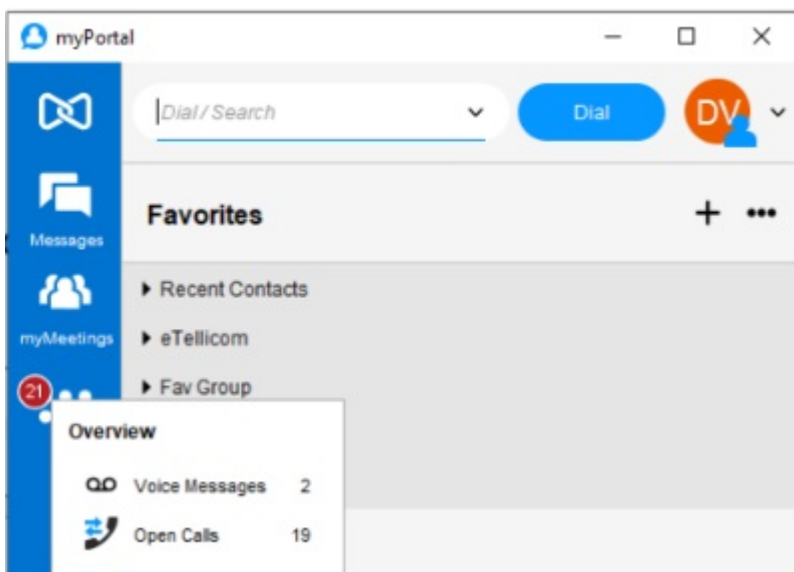 myPortal
Dial / Search
Dial
DV
Messages
Favorites
myMeetings
Recent Contacts
eTellicom
Fav Group
21
Overview
Voice Messages 2
Open Calls 19